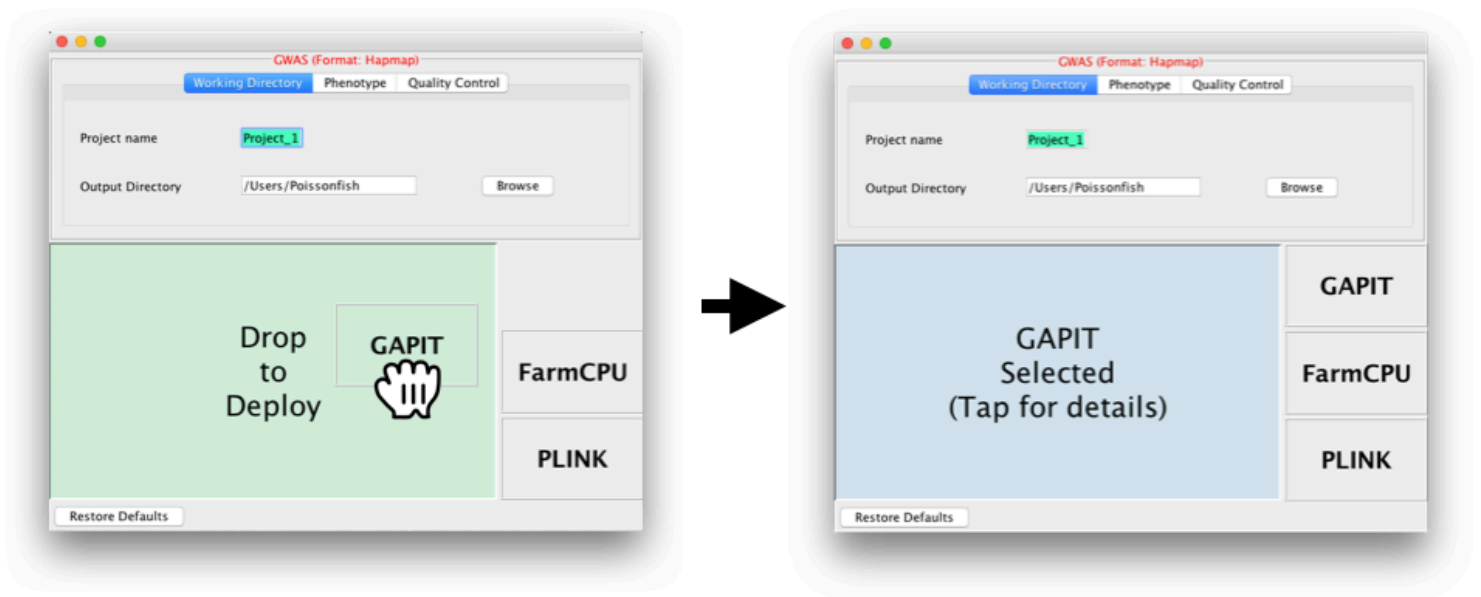 GWAS (Format: Hapmap)
Working Directory Phenotype Quality Control
Project name Project_1
Output Directory /Users/Poissonfish Browse
Drop
to
Deploy
GAPIT
FarmCPU
PLINK
Restore Defaults
GWAS (Format: Hapmap)
Working Directory Phenotype Quality Control
Project name Project_1
Output Directory /Users/Poissonfish Browse
GAPIT
Selected
(Tap for details)
GAPIT
FarmCPU
PLINK
Restore Defaults